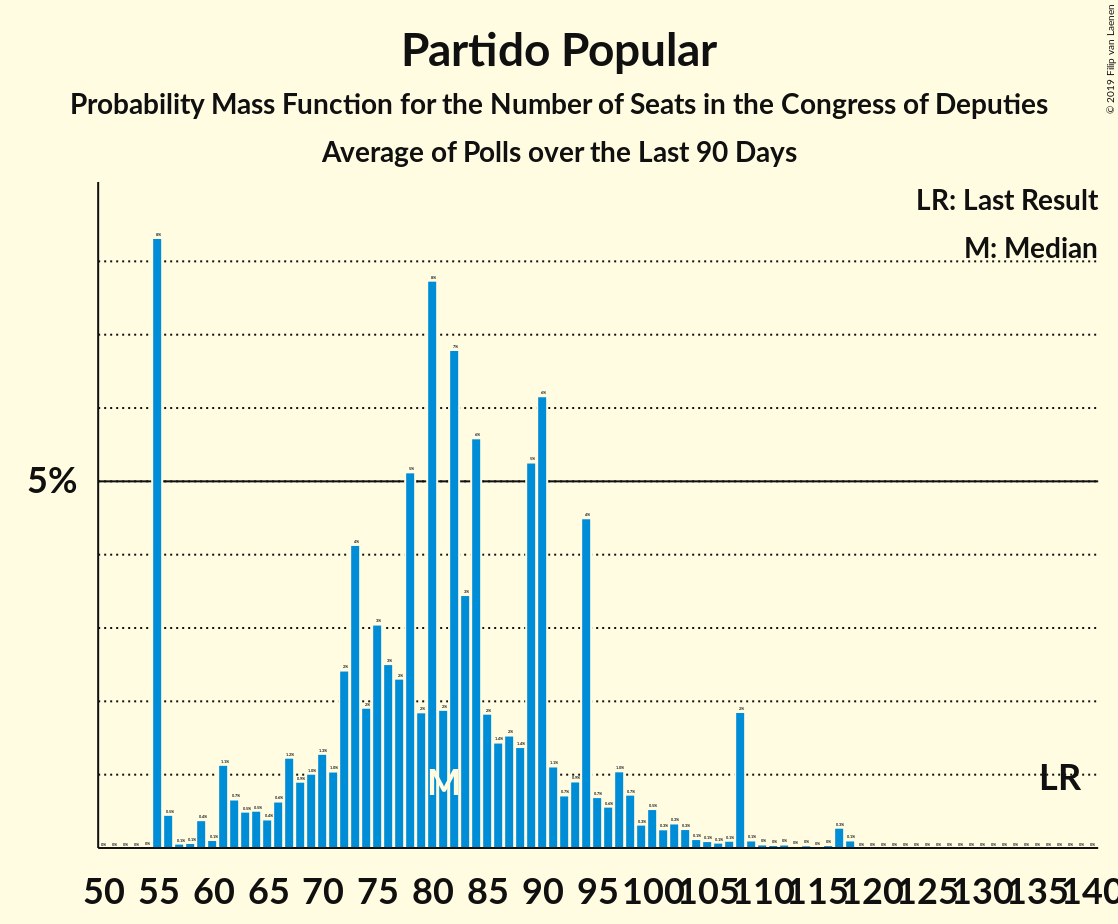 Partido Popular
Probability Mass Function for the Number of Seats in the Congress of Deputies
Average of Polls over the Last 90 Days
© 2019 Filip van Laenen
LR: Last Result
M: Median
5%
M
LR
50 55 60 65 70 75 80 85 90 95 100 105 110 115 120 125 130 135 140